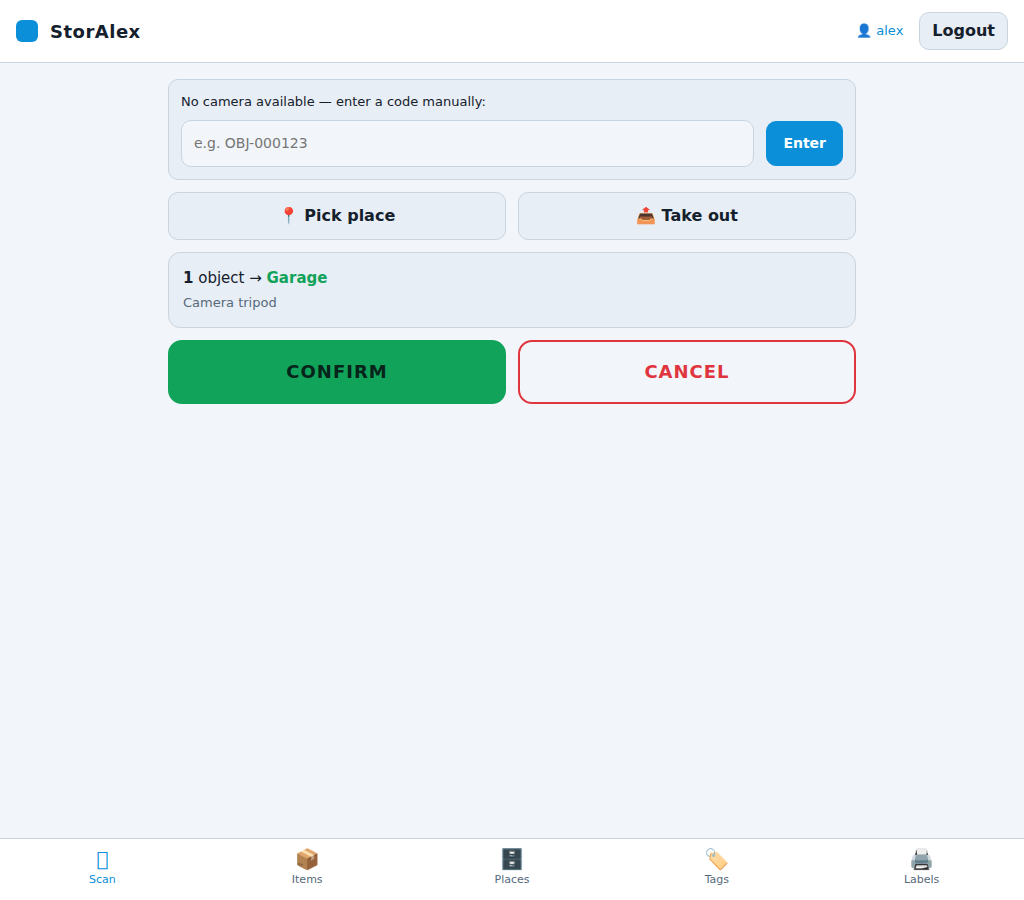 StorAlex
alex
Logout
No camera available — enter a code manually:
e.g. OBJ-000123
Enter
Pick place
Take out
1 object → Garage
Camera tripod
CONFIRM
CANCEL
Scan
Items
Places
Tags
Labels